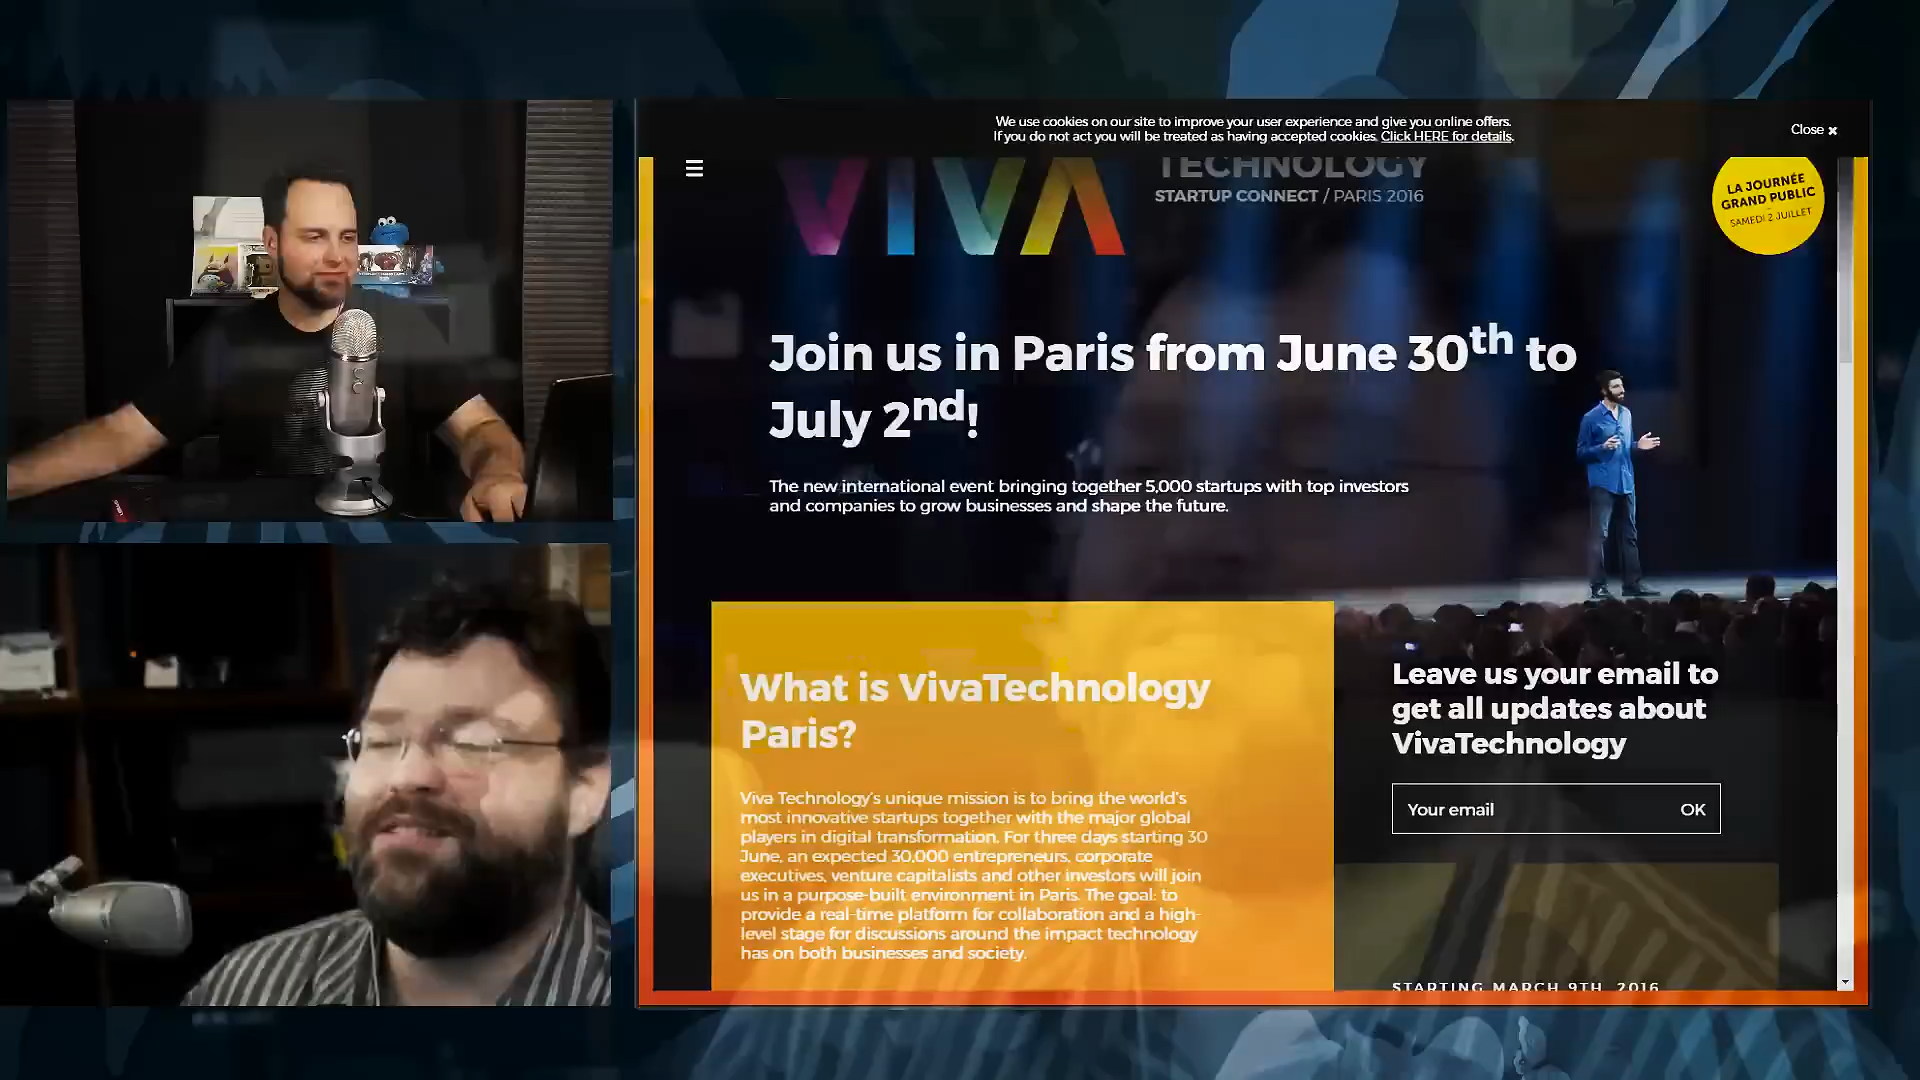 We use cookies on our site to improve your user experience and give you online offers.
If you do not act you will be treated as having accepted cookies. Click HERE for details.
Close ×
VIVA
TECHNOLOGY
STARTUP CONNECT / PARIS 2016
LA JOURNÉE
GRAND PUBLIC
SAMEDI 2 JUILLET
Join us in Paris from June 30th to
July 2nd!
The new international event bringing together 5,000 startups with top investors
and companies to grow businesses and shape the future.
What is VivaTechnology
Paris?
Viva Technology's unique mission is to bring the world's
most innovative startups together with the major global
players in digital transformation. For three days starting 30
June, an expected 30,000 entrepreneurs, corporate
executives, venture capitalists and other investors will join
us in a purpose-built environment in Paris. The goal: to
provide a real-time platform for collaboration and a high-
level stage for discussions around the impact technology
has on both businesses and society.
Leave us your email to
get all updates about
VivaTechnology
Your email OK
STARTING MARCH 9TH, 2016